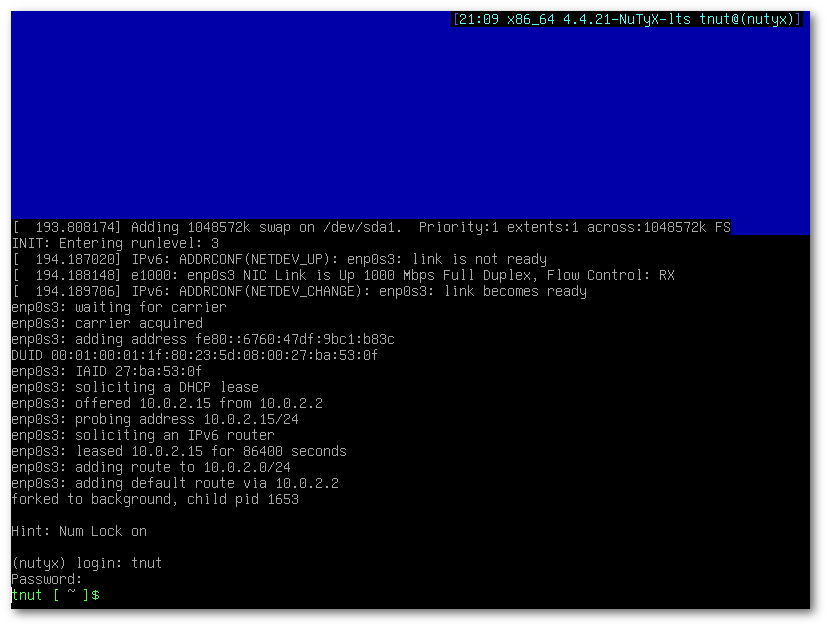 [21:09 x86_64 4.4.21-NuTyX-lts tnut@(nutyx)]
[  193.808174] Adding 1048572k swap on /dev/sda1.  Priority:1 extents:1 across:1048572k FS
INIT: Entering runlevel: 3
[  194.187020] IPv6: ADDRCONF(NETDEV_UP): enp0s3: link is not ready
[  194.188148] e1000: enp0s3 NIC Link is Up 1000 Mbps Full Duplex, Flow Control: RX
[  194.189706] IPv6: ADDRCONF(NETDEV_CHANGE): enp0s3: link becomes ready
enp0s3: waiting for carrier
enp0s3: carrier acquired
enp0s3: adding address fe80::6760:47df:9bc1:b83c
DUID 00:01:00:01:1f:80:23:5d:08:00:27:ba:53:0f
enp0s3: IAID 27:ba:53:0f
enp0s3: soliciting a DHCP lease
enp0s3: offered 10.0.2.15 from 10.0.2.2
enp0s3: probing address 10.0.2.15/24
enp0s3: soliciting an IPv6 router
enp0s3: leased 10.0.2.15 for 86400 seconds
enp0s3: adding route to 10.0.2.0/24
enp0s3: adding default route via 10.0.2.2
forked to background, child pid 1653
Hint: Num Lock on
(nutyx) login: tnut
Password:
tnut [ ~ ]$